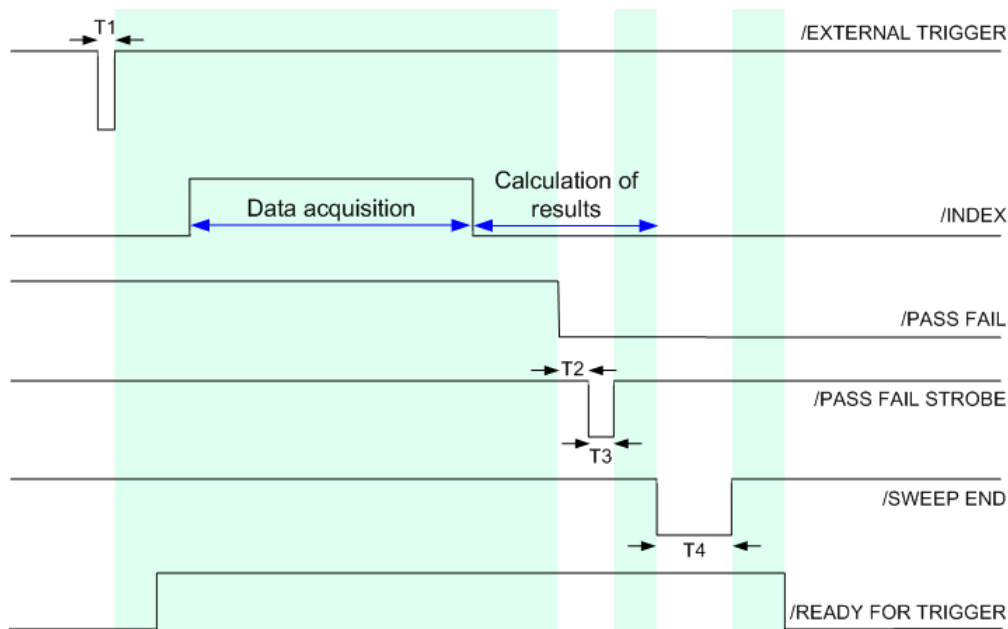 T1
/EXTERNAL TRIGGER
Data acquisition
Calculation of
results
/INDEX
/PASS FAIL
T2
/PASS FAIL STROBE
T3
/SWEEP END
T4
/READY FOR TRIGGER